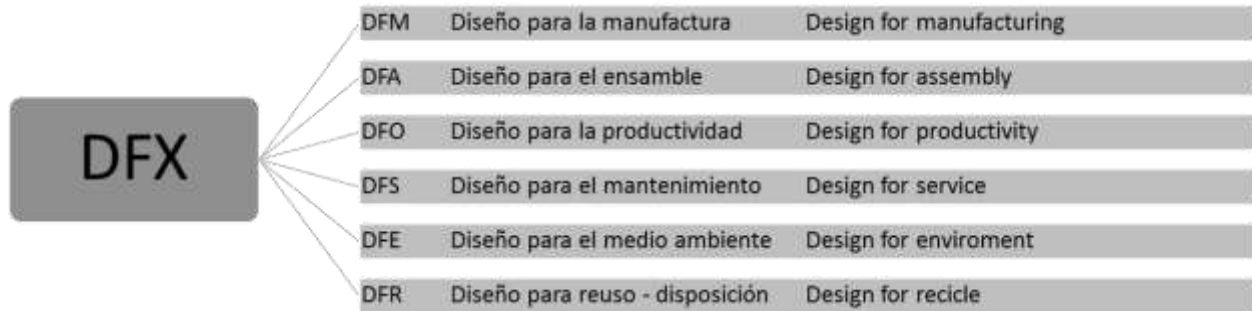 DFX
DFM Diseño para la manufactura Design for manufacturing
DFA Diseño para el ensamble Design for assembly
DFO Diseño para la productividad Design for productivity
DFS Diseño para el mantenimiento Design for service
DFE Diseño para el medio ambiente Design for enviroment
DFR Diseño para reuso - disposición Design for recicle